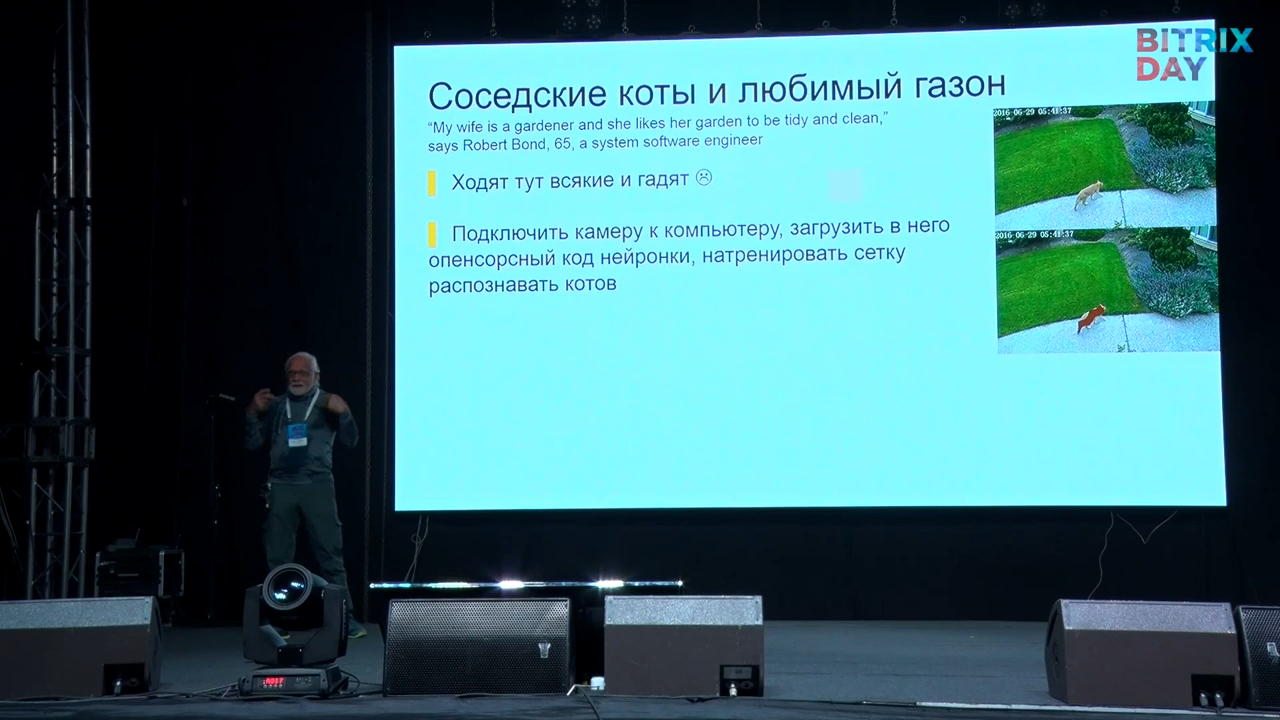 BITRIX
DAY
Соседские коты и любимый газон
“My wife is a gardener and she likes her garden to be tidy and clean,”
says Robert Bond, 65, a system software engineer
Ходят тут всякие и гадят ☹
Подключить камеру к компьютеру, загрузить в него
опенсорсный код нейронки, натренировать сетку
распознавать котов
2016-06-29 05:41:37
2016-06-29 05:41:37